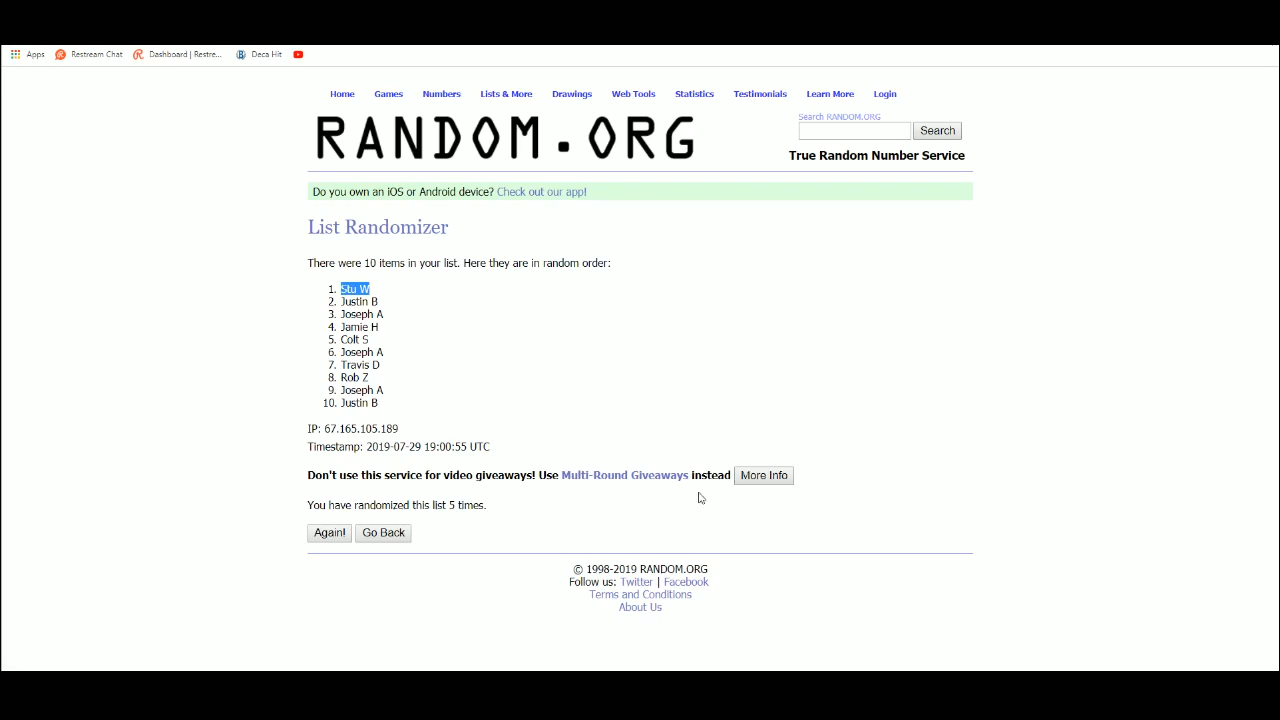 Apps Restream Chat Dashboard | Restre... Deca Hit
Home Games Numbers Lists & More Drawings Web Tools Statistics Testimonials Learn More Login
RANDOM.ORG
Search RANDOM.ORG
Search
True Random Number Service
Do you own an iOS or Android device? Check out our app!
List Randomizer
There were 10 items in your list. Here they are in random order:
1. Stu W
2. Justin B
3. Joseph A
4. Jamie H
5. Colt S
6. Joseph A
7. Travis D
8. Rob Z
9. Joseph A
10. Justin B
IP: 67.165.105.189
Timestamp: 2019-07-29 19:00:55 UTC
Don't use this service for video giveaways! Use Multi-Round Giveaways instead More Info
You have randomized this list 5 times.
Again! Go Back
© 1998-2019 RANDOM.ORG
Follow us: Twitter | Facebook
Terms and Conditions
About Us